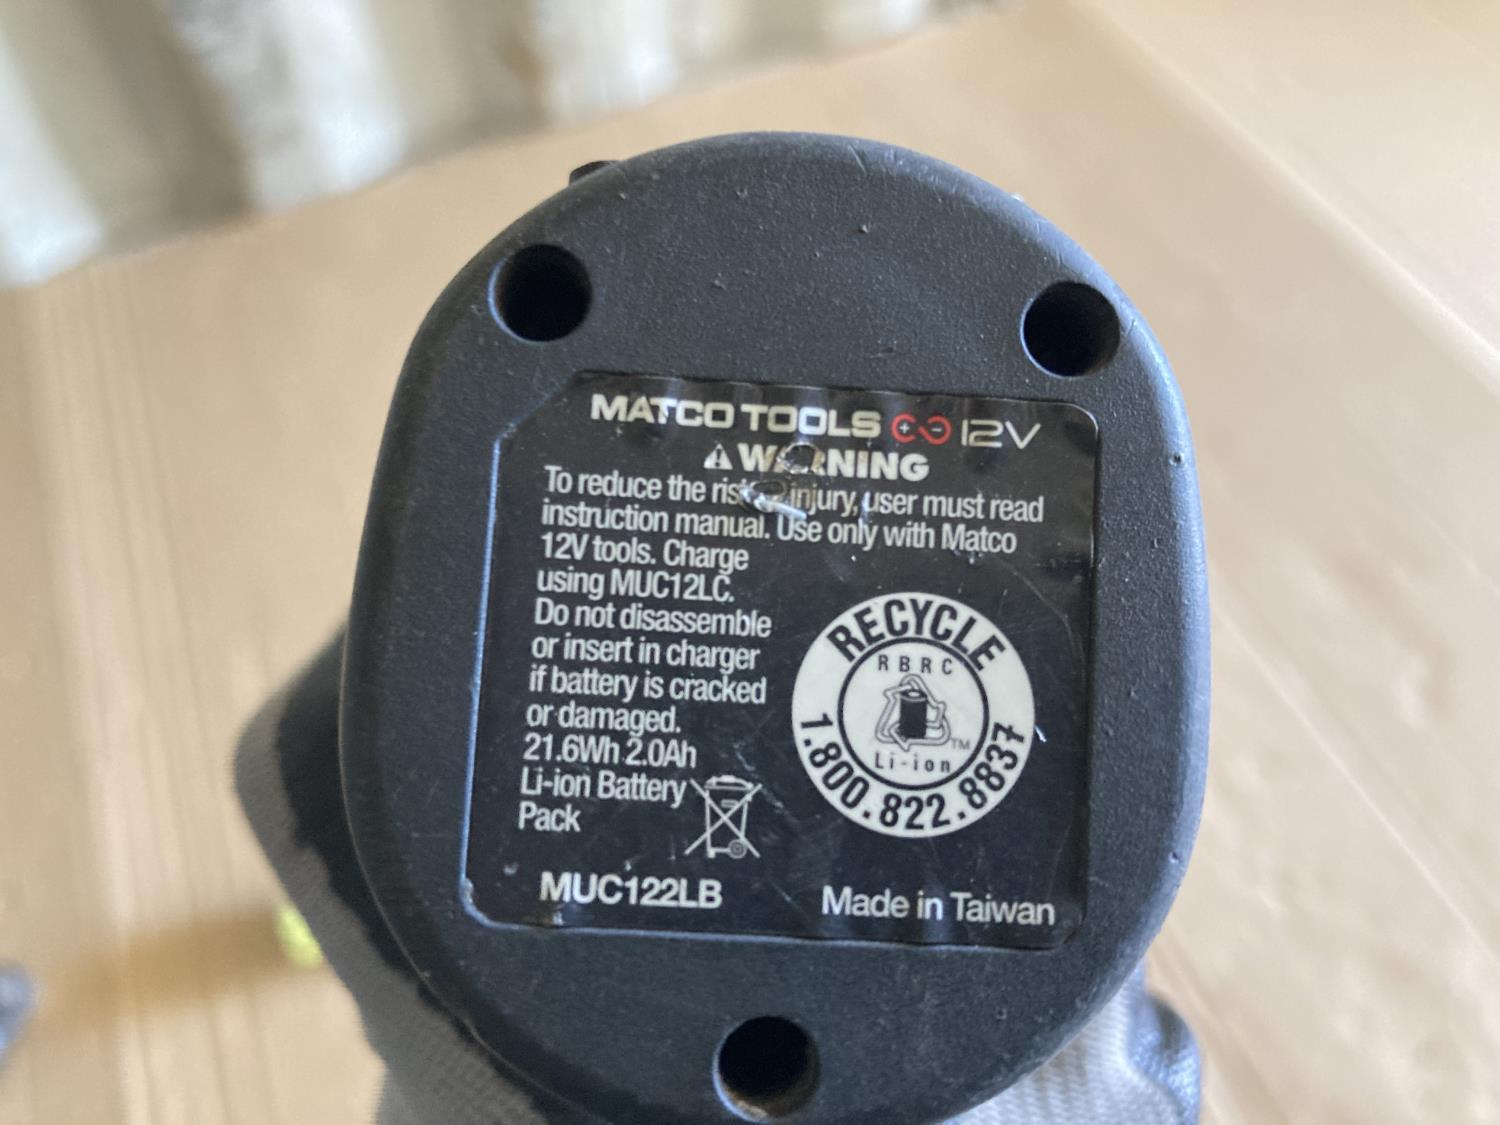 MATCO TOOLS 12V
WARNING
To reduce the risk injury, user must read
instruction manual. Use only with Matco
12V tools. Charge
using MUC12LC.
Do not disassemble
or insert in charger
if battery is cracked
or damaged.
21.6Wh 2.0Ah
Li-ion Battery
Pack
MUC122LB
RECYCLE
RBRC
TM
Li-ion
1.800.822.8837
Made in Taiwan